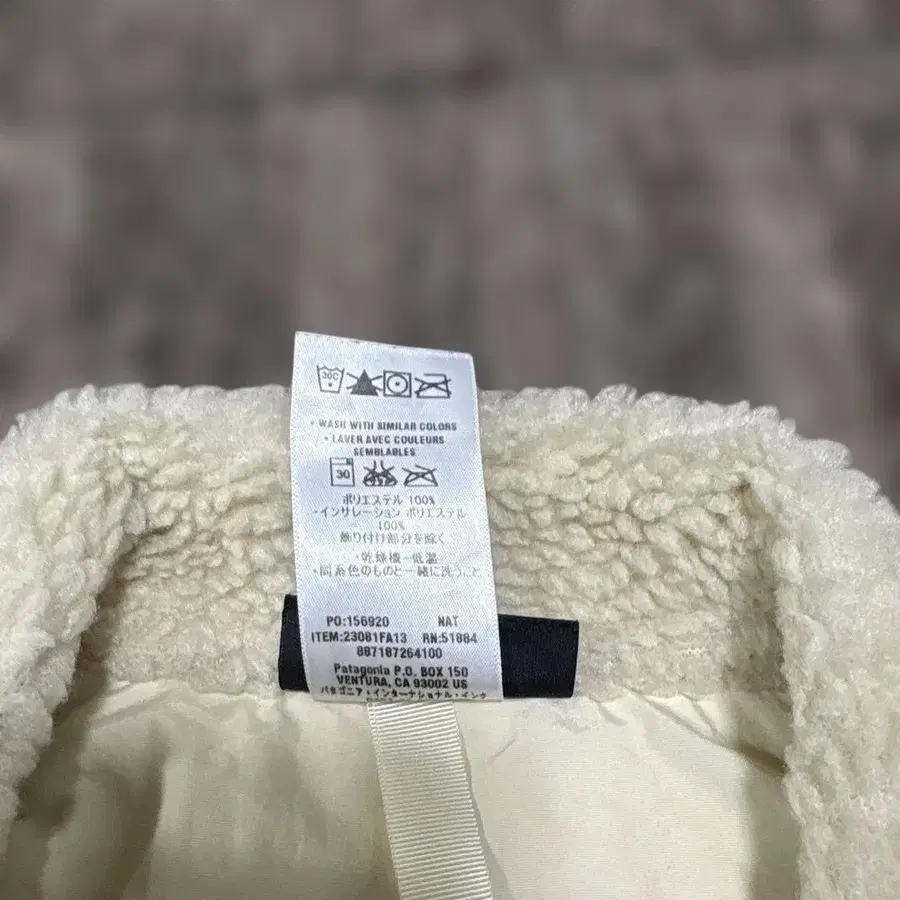 30C
• WASH WITH SIMILAR COLORS
• LAVER AVEC COULEURS
SEMBLABLES
30
ポリエステル 100%
・インサレーション ポリエステル
100%
飾り付け部分を除く
・乾燥機－低温
・同系色のものと一緒に洗うこと
PO:156920 NAT
ITEM:23081FA13 RN:51884
887187264100
Patagonia P.O. BOX 150
VENTURA, CA 93002 US
パタゴニア・インターナショナル・インク